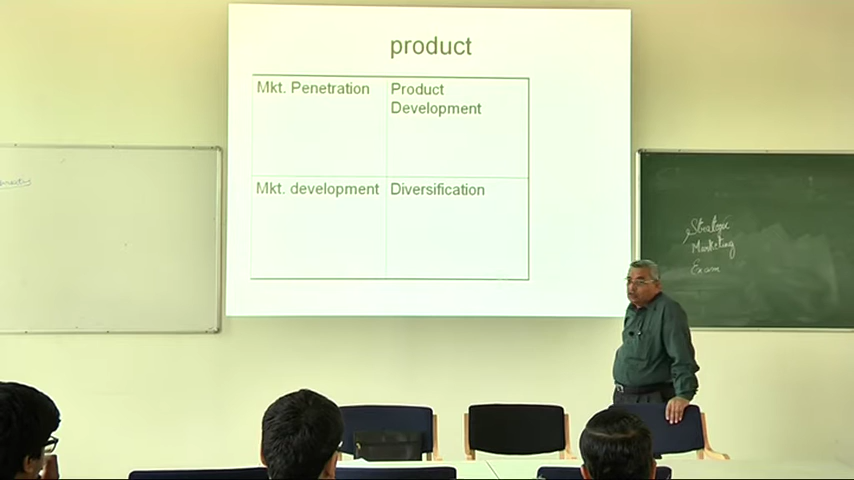 product
Mkt. Penetration
Product
Development
Mkt. development
Diversification
Strategic
Marketing
Exam